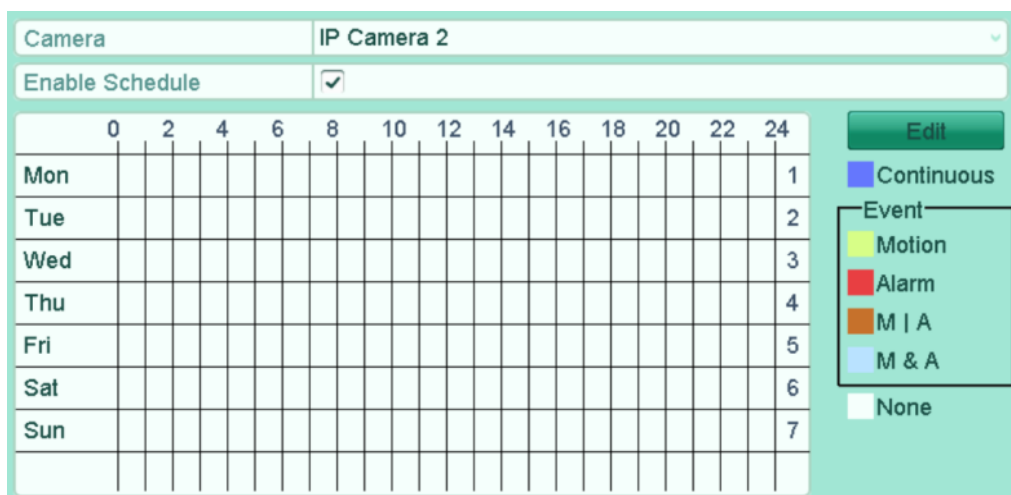 Camera IP Camera 2
Enable Schedule
0 2 4 6 8 10 12 14 16 18 20 22 24
Mon 1
Tue 2
Wed 3
Thu 4
Fri 5
Sat 6
Sun 7
Edit
Continuous
Event
Motion
Alarm
M | A
M & A
None